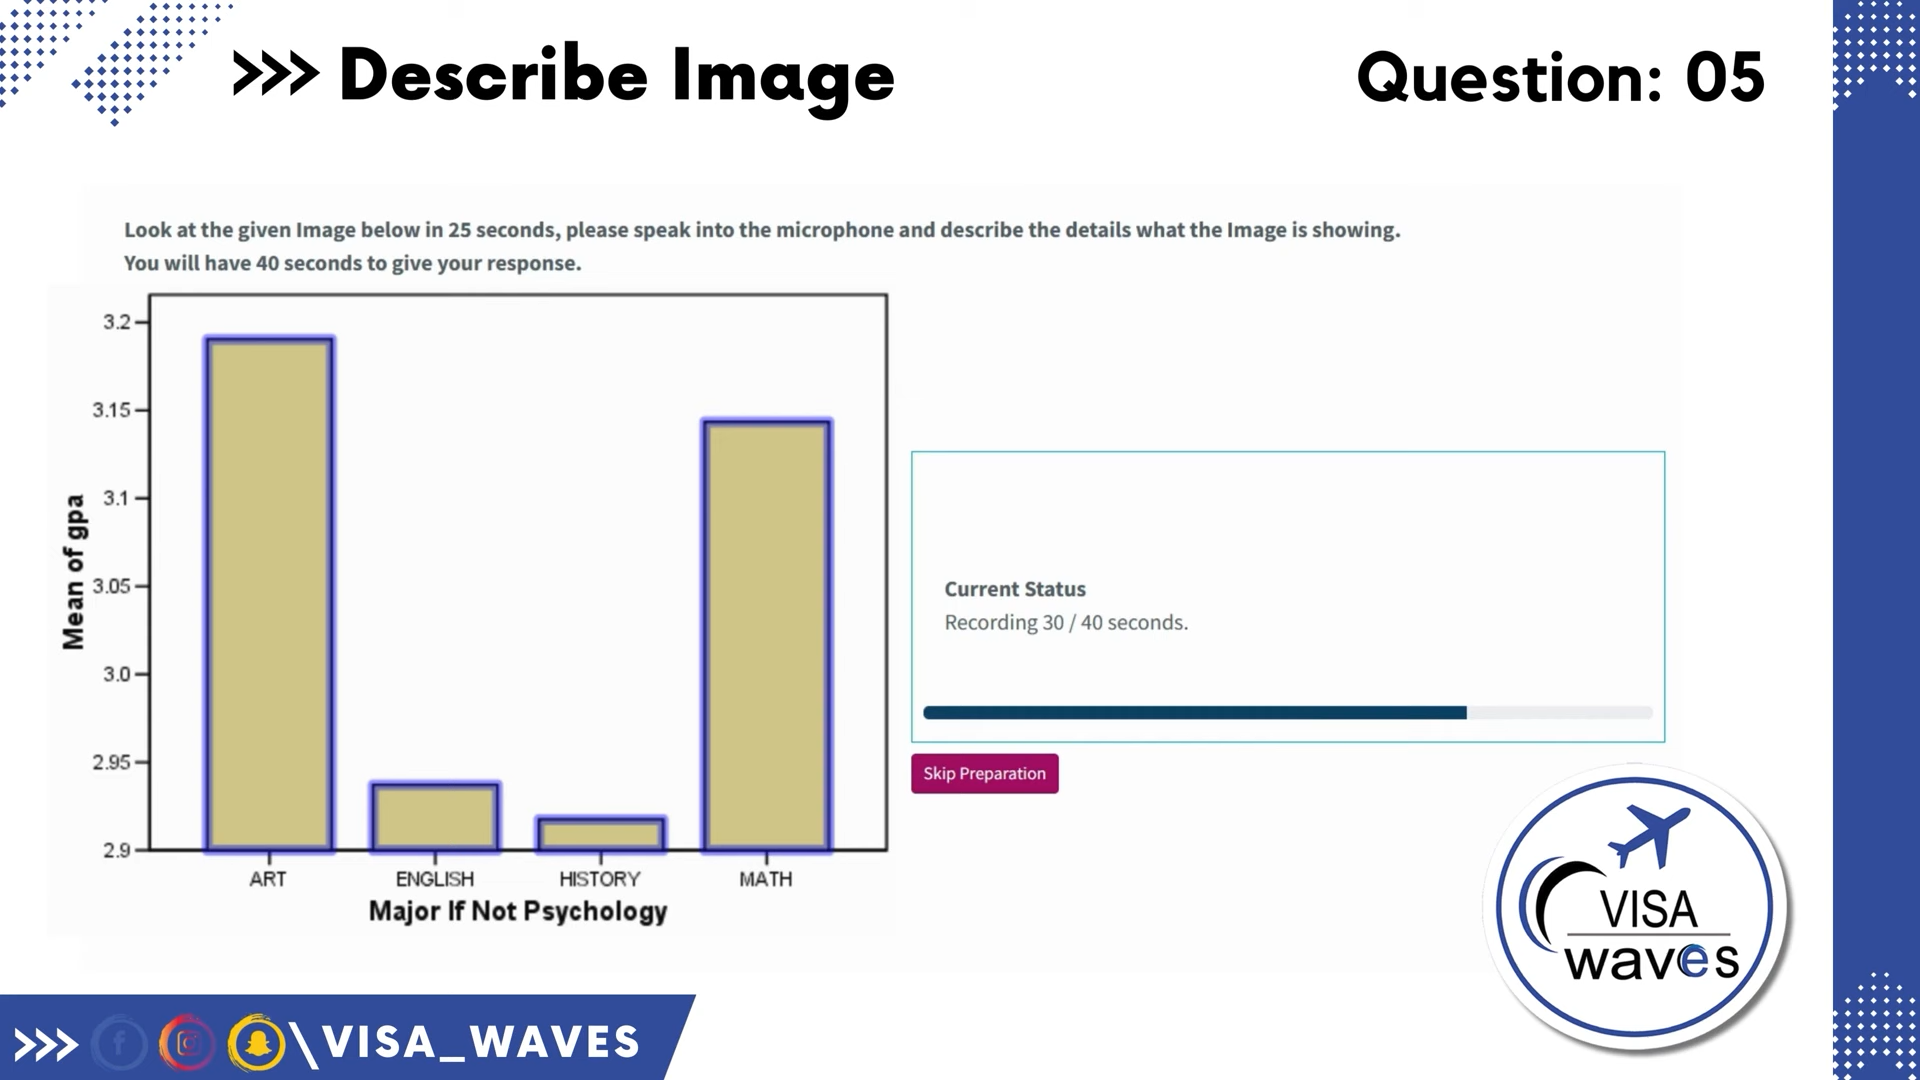 >>> Describe Image
Question: 05
Look at the given Image below in 25 seconds, please speak into the microphone and describe the details what the Image is showing.
You will have 40 seconds to give your response.
3.2
3.15
3.1
3.05
3.0
2.95
2.9
Mean of gpa
ART ENGLISH HISTORY MATH
Major If Not Psychology
Current Status
Recording 30 / 40 seconds.
Skip Preparation
VISA
waves
>>> \VISA_WAVES